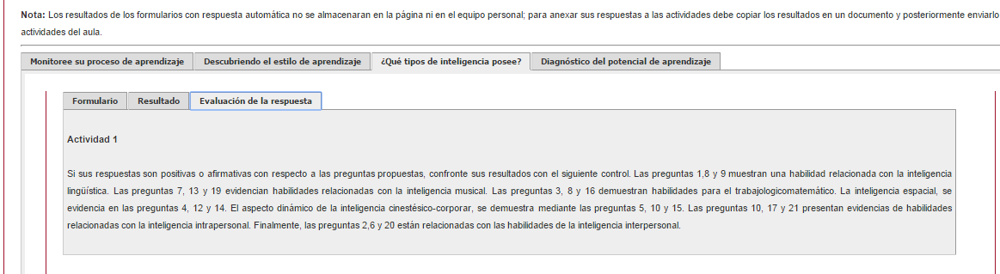 Nota: Los resultados de los formularios con respuesta automática no se almacenaran en la página ni en el equipo personal; para anexar sus respuestas a las actividades debe copiar los resultados en un documento y posteriormente enviarlo
actividades del aula.
Monitoree su proceso de aprendizaje Descubriendo el estilo de aprendizaje ¿Qué tipos de inteligencia posee? Diagnóstico del potencial de aprendizaje
Formulario Resultado Evaluación de la respuesta
Actividad 1
Si sus respuestas son positivas o afirmativas con respecto a las preguntas propuestas, confronte sus resultados con el siguiente control. Las preguntas 1,8 y 9 muestran una habilidad relacionada con la inteligencia
lingüística. Las preguntas 7, 13 y 19 evidencian habilidades relacionadas con la inteligencia musical. Las preguntas 3, 8 y 16 demuestran habilidades para el trabajologicomatemático. La inteligencia espacial, se
evidencia en las preguntas 4, 12 y 14. El aspecto dinámico de la inteligencia cinestésico-corporar, se demuestra mediante las preguntas 5, 10 y 15. Las preguntas 10, 17 y 21 presentan evidencias de habilidades
relacionadas con la inteligencia intrapersonal. Finalmente, las preguntas 2,6 y 20 están relacionadas con las habilidades de la inteligencia interpersonal.